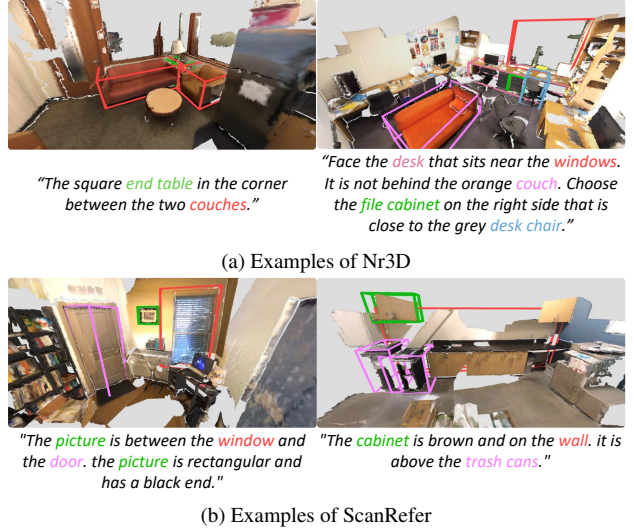 “The square end table in the corner
between the two couches.”
“Face the desk that sits near the windows.
It is not behind the orange couch. Choose
the file cabinet on the right side that is
close to the grey desk chair.”
(a) Examples of Nr3D
"The picture is between the window and
the door. the picture is rectangular and
has a black end."
"The cabinet is brown and on the wall. it is
above the trash cans."
(b) Examples of ScanRefer